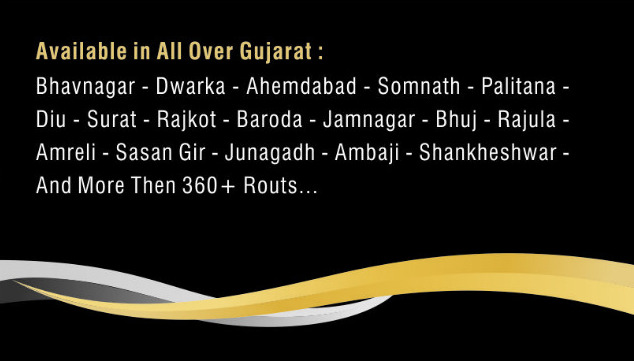 Available in All Over Gujarat :
Bhavnagar - Dwarka - Ahemdabad - Somnath - Palitana -
Diu - Surat - Rajkot - Baroda - Jamnagar - Bhuj - Rajula -
Amreli - Sasan Gir - Junagadh - Ambaji - Shankheshwar -
And More Then 360+ Routs...